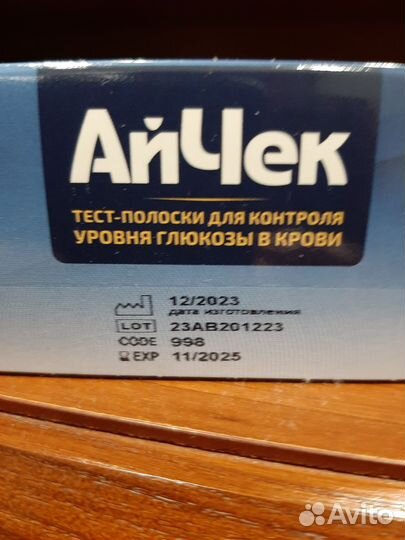 АйЧек
ТЕСТ-ПОЛОСКИ ДЛЯ КОНТРОЛЯ
УРОВНЯ ГЛЮКОЗЫ В КРОВИ
12/2023
дата изготовления
LOT 23AB201223
CODE 998
EXP 11/2025
Avito